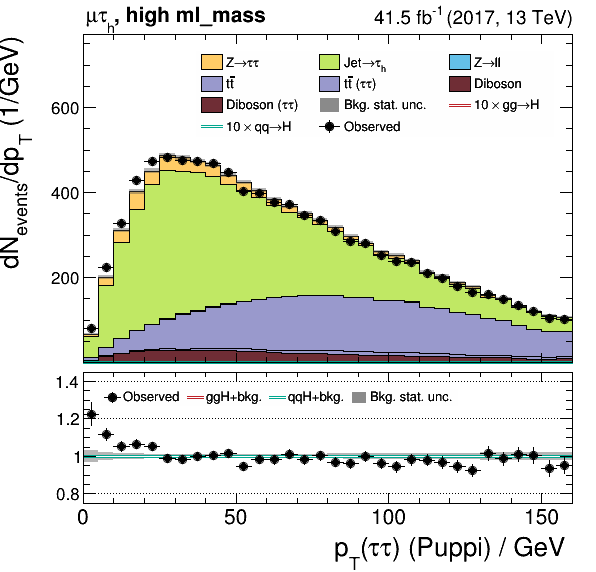 μτh, high ml_mass
41.5 fb-1 (2017, 13 TeV)
dNevents/dpT (1/GeV)
600
400
200
Z→ττ
Jet→τh
Z→ll
tt̄
tt̄ (ττ)
Diboson
Diboson (ττ)
Bkg. stat. unc.
10 × gg→H
10 × qq→H
Observed
1.4
1.2
1
0.8
Observed
ggH+bkg.
qqH+bkg.
Bkg. stat. unc.
0
50
100
150
pT(ττ) (Puppi) / GeV